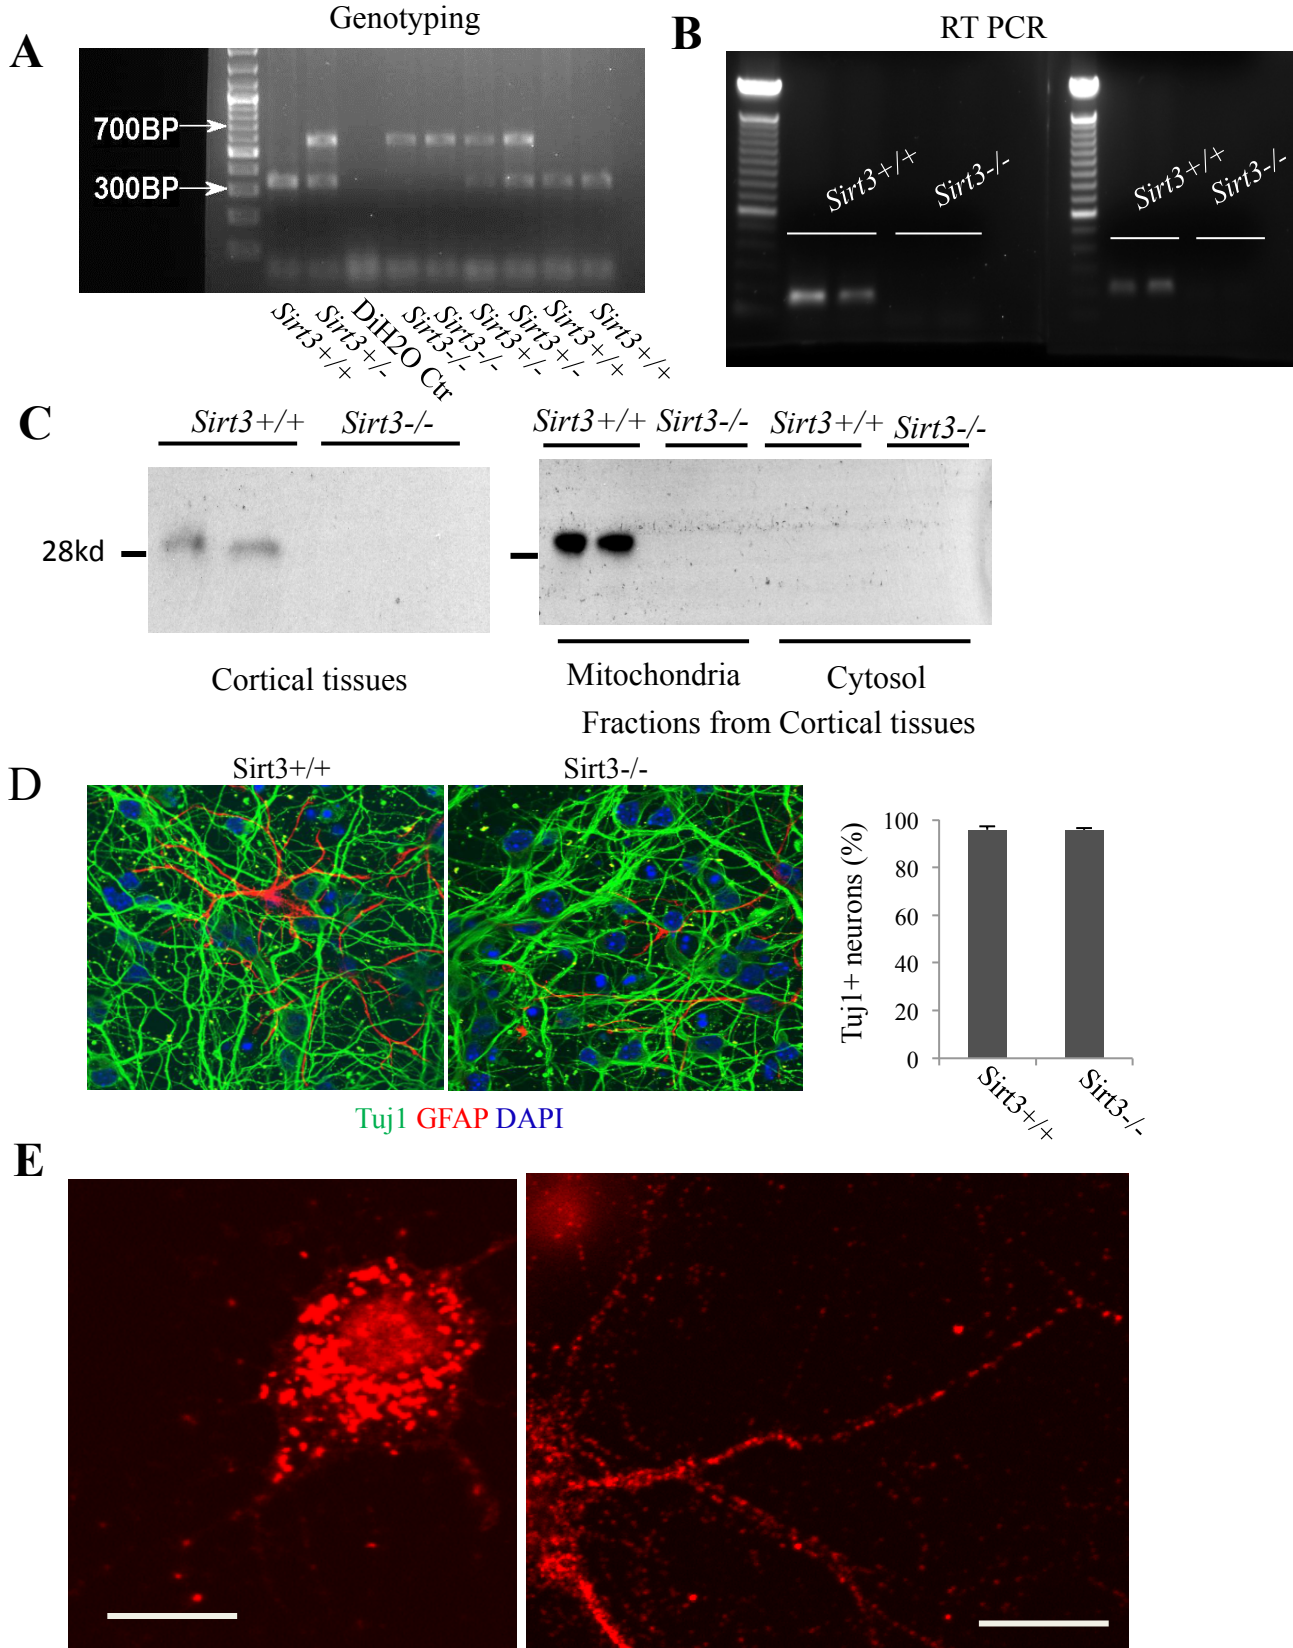 A
Genotyping
700BP
300BP
Sirt3+/+
Sirt3+/-
DiH2O Ctr
Sirt3-/-
Sirt3-/-
Sirt3+/-
Sirt3+/-
Sirt3+/+
Sirt3+/+
B
RT PCR
Sirt3+/+
Sirt3-/-
Sirt3+/+
Sirt3-/-
C
Sirt3+/+
Sirt3-/-
28kd
Cortical tissues
Sirt3+/+
Sirt3-/-
Sirt3+/+
Sirt3-/-
Mitochondria
Cytosol
Fractions from Cortical tissues
D
Sirt3+/+
Sirt3-/-
Tuj1 GFAP DAPI
Tuj1+ neurons (%)
100
80
60
40
20
0
Sirt3+/+
Sirt3-/-
E